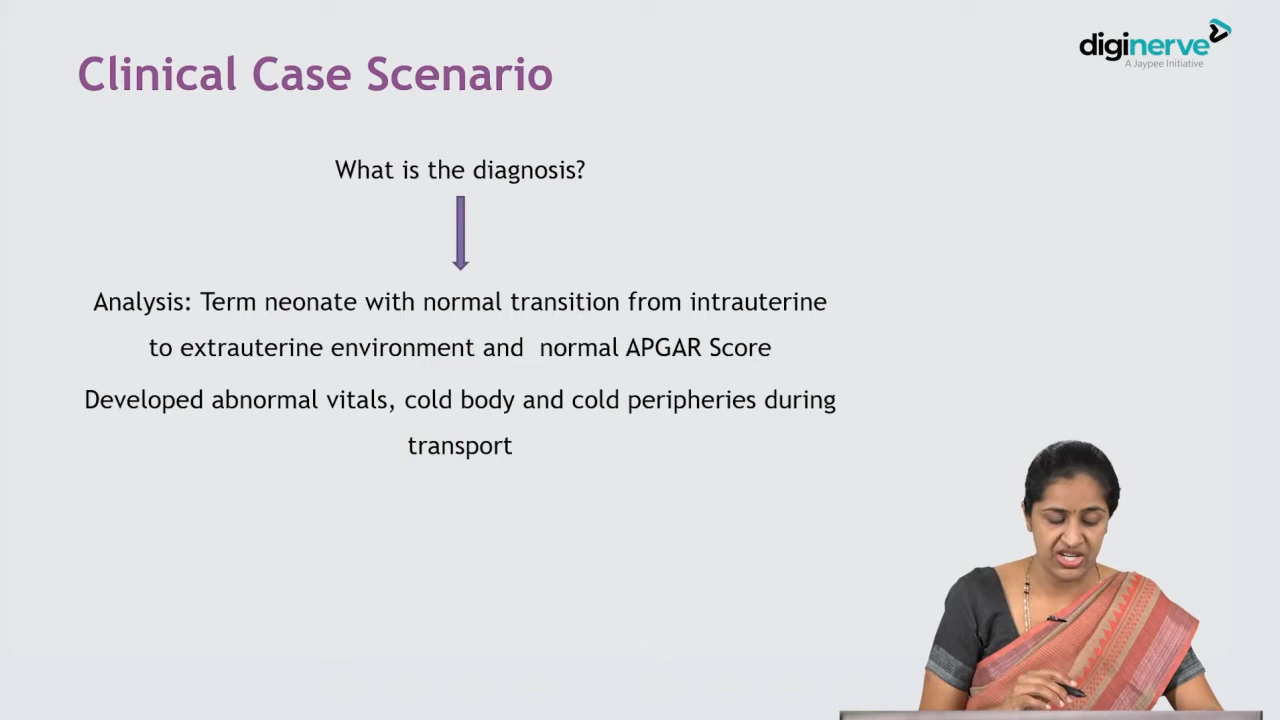 diginerve
A Jaypee Initiative
Clinical Case Scenario
What is the diagnosis?
Analysis: Term neonate with normal transition from intrauterine
to extrauterine environment and normal APGAR Score
Developed abnormal vitals, cold body and cold peripheries during
transport